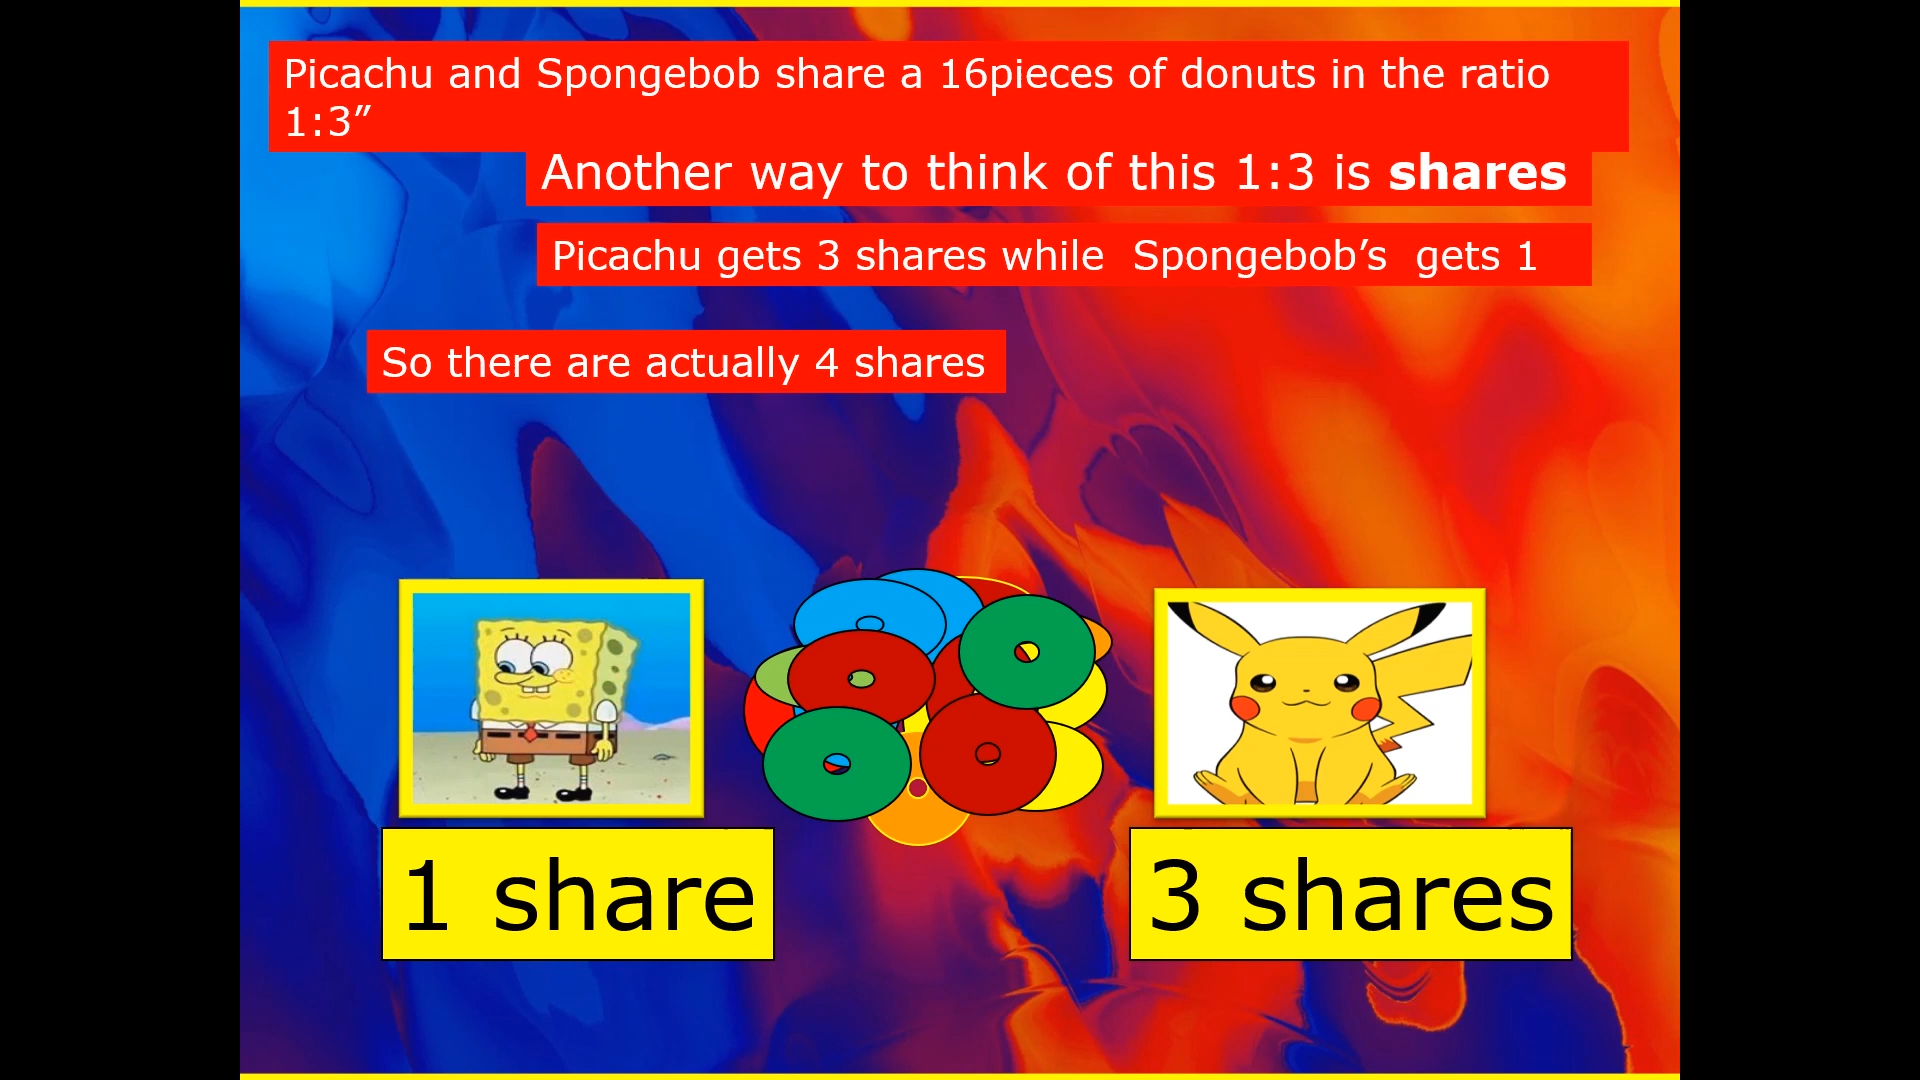 Picachu and Spongebob share a 16pieces of donuts in the ratio
1:3”
Another way to think of this 1:3 is shares
Picachu gets 3 shares while  Spongebob’s  gets 1
So there are actually 4 shares
1 share
3 shares